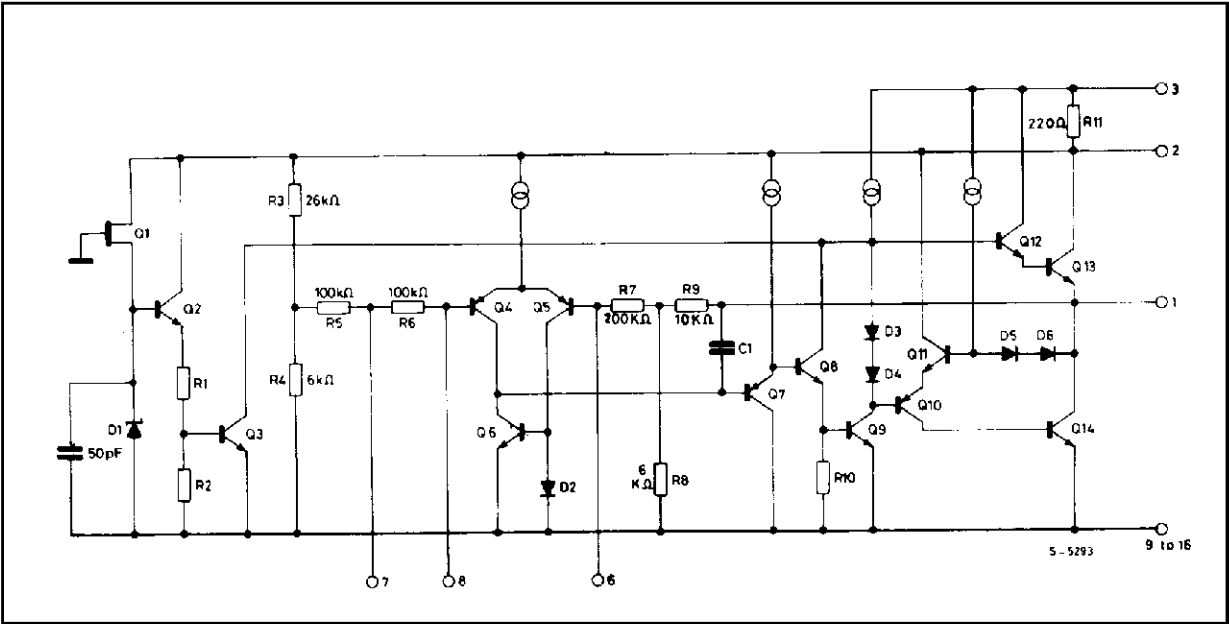 3
220Ω R11
2
R3 26kΩ
Q1
Q12
Q13
Q2
100kΩ 100kΩ
R5 R6
Q4 Q5
R7 R9
200KΩ 10KΩ
1
D3
D5 D6
C1
Q11
R1
R4 6kΩ
Q8
D4
Q7
Q10
D1
Q3
Q6
Q9
Q14
50pF
R2
D2
6
KΩ R8
R10
S-5293
9 to 16
7 8 6